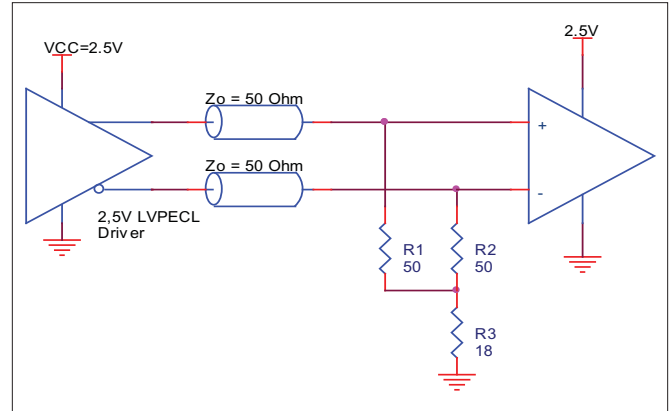 VCC=2.5V
2.5V
Zo = 50 Ohm
+
Zo = 50 Ohm
-
2,5V LVPECL
Driver
R1
50
R2
50
R3
18